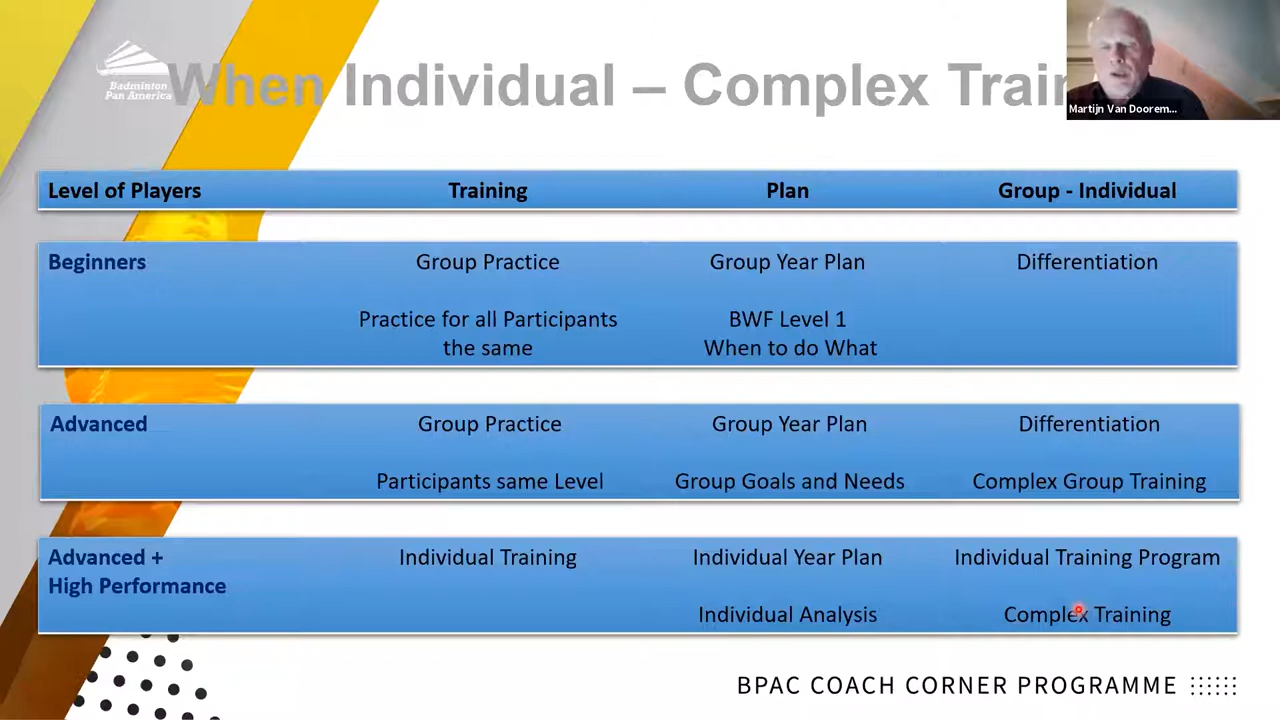 Badminton
Pan America
When Individual – Complex Train
Martijn Van Doorem...
Level of Players Training Plan Group - Individual
Beginners Group Practice Group Year Plan Differentiation
Practice for all Participants BWF Level 1
the same When to do What
Advanced Group Practice Group Year Plan Differentiation
Participants same Level Group Goals and Needs Complex Group Training
Advanced + Individual Training Individual Year Plan Individual Training Program
High Performance
Individual Analysis Complex Training
BPAC COACH CORNER PROGRAMME